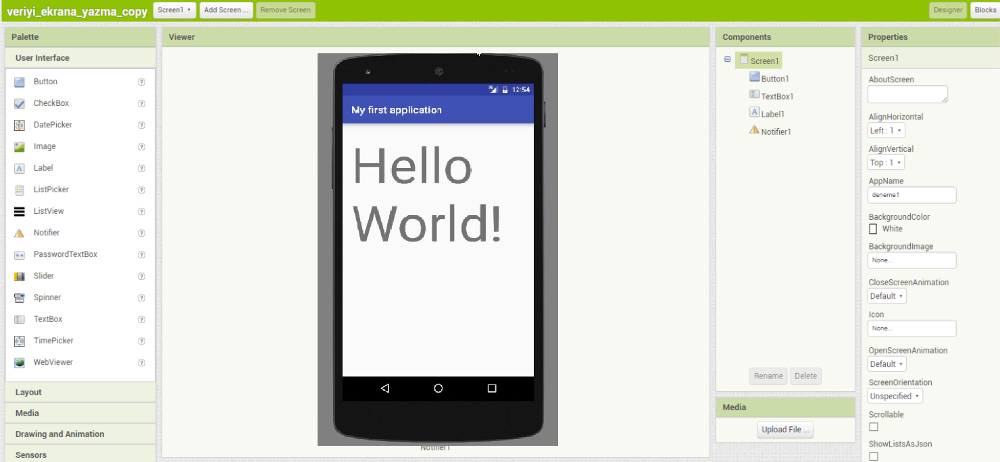 veriyi_ekrana_yazma_copy Screen1 Add Screen ... Remove Screen Designer Blocks
Palette
User Interface
Button
CheckBox
DatePicker
Image
Label
ListPicker
ListView
Notifier
PasswordTextBox
Slider
Spinner
TextBox
TimePicker
WebViewer
Layout
Media
Drawing and Animation
Sensors
Viewer
3G 12:54
My first application
Hello
World!
Notifier1
Components
Screen1
Button1
TextBox1
Label1
Notifier1
Rename Delete
Media
Upload File ...
Properties
Screen1
AboutScreen
AlignHorizontal
Left : 1
AlignVertical
Top : 1
AppName
deneme1
BackgroundColor
White
BackgroundImage
None...
CloseScreenAnimation
Default
Icon
None...
OpenScreenAnimation
Default
ScreenOrientation
Unspecified
Scrollable
ShowListsAsJson